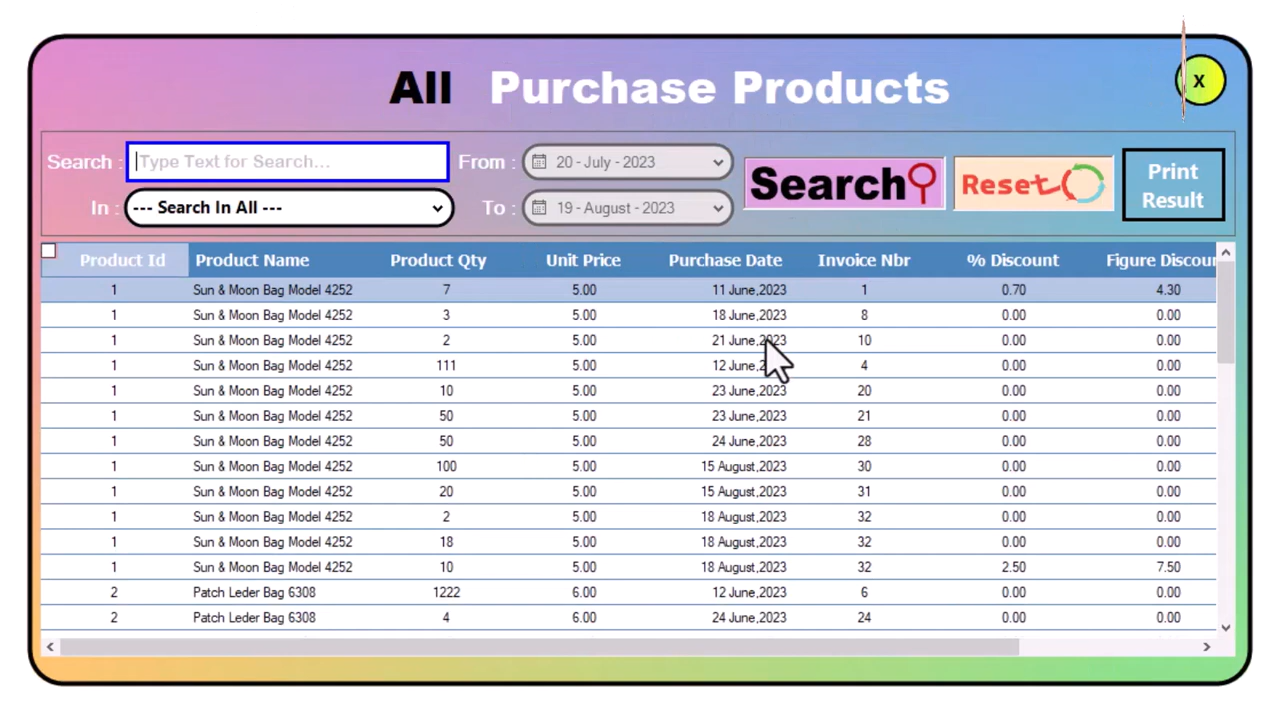 All Purchase Products
X
Search : Type Text for Search...
From : 20 - July - 2023
Search
Reset
Print Result
In : --- Search In All ---
To : 19 - August - 2023
Product Id Product Name Product Qty Unit Price Purchase Date Invoice Nbr % Discount Figure Discoun
1 Sun & Moon Bag Model 4252 7 5.00 11 June,2023 1 0.70 4.30
1 Sun & Moon Bag Model 4252 3 5.00 18 June,2023 8 0.00 0.00
1 Sun & Moon Bag Model 4252 2 5.00 21 June,2023 10 0.00 0.00
1 Sun & Moon Bag Model 4252 111 5.00 12 June,2 4 0.00 0.00
1 Sun & Moon Bag Model 4252 10 5.00 23 June,2023 20 0.00 0.00
1 Sun & Moon Bag Model 4252 50 5.00 23 June,2023 21 0.00 0.00
1 Sun & Moon Bag Model 4252 50 5.00 24 June,2023 28 0.00 0.00
1 Sun & Moon Bag Model 4252 100 5.00 15 August,2023 30 0.00 0.00
1 Sun & Moon Bag Model 4252 20 5.00 15 August,2023 31 0.00 0.00
1 Sun & Moon Bag Model 4252 2 5.00 18 August,2023 32 0.00 0.00
1 Sun & Moon Bag Model 4252 18 5.00 18 August,2023 32 0.00 0.00
1 Sun & Moon Bag Model 4252 10 5.00 18 August,2023 32 2.50 7.50
2 Patch Leder Bag 6308 1222 6.00 12 June,2023 6 0.00 0.00
2 Patch Leder Bag 6308 4 6.00 24 June,2023 24 0.00 0.00